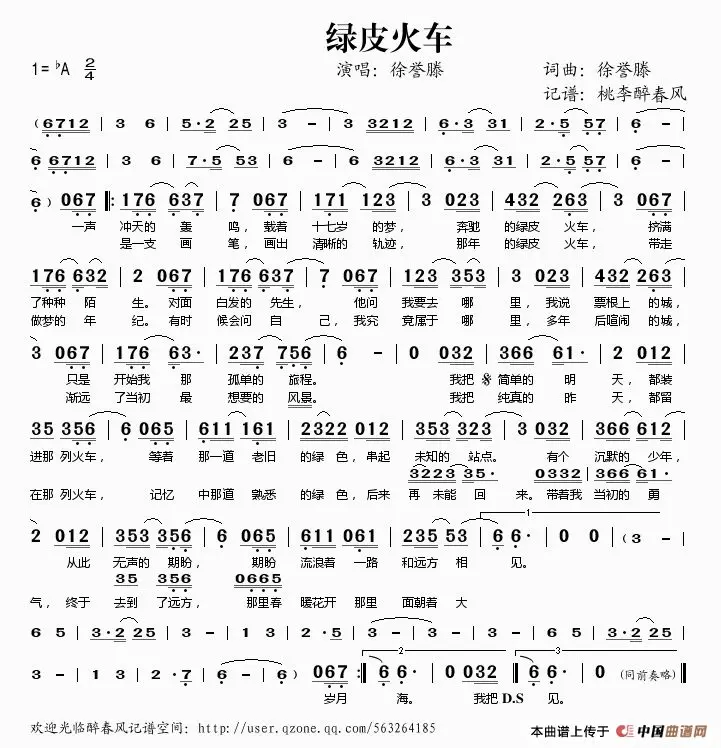 绿皮火车
1=♭A 2/4
演唱：徐誉滕 词曲：徐誉滕
记谱：桃李醉春风
(6712 | 3 6 | 5·2 25 | 3 - | 3 3212 | 6·3 31 | 2·5 57 | 6 - |
6 6712 | 3 6 | 7·5 53 | 6 - | 6 3212 | 6·3 31 | 2·5 57 | 6 - |
6) 067 ‖: 176 637 | 7 067 | 171 123 | 3 023 | 432 263 | 3 067 |
一声 冲天的 轰 鸣，载着 十七岁 的梦， 奔驰 的绿皮 火车， 挤满
是一支 画 笔，画出 清晰的 轨迹， 那年 的绿皮 火车， 带走
176 632 | 2 067 | 176 637 | 7 067 | 123 353 | 3 023 | 432 263 |
了种种 陌 生。对面 白发的 先生， 他问 我要去 哪 里，我说 票根上 的城，
做梦的 年 纪。有时 候会问 自 己，我究 竟属于 哪 里，多年 后喧闹 的城，
3 067 | 176 63· | 237 756 | 6 - | 0 032 | 366 61· | 2 012 |
只是 开始我 那 孤单的 旅程。 我把 𝄋 简单的 明 天，都装
渐远 了当初 最 想要的 风景。 我把 纯真的 昨 天，都留
35 356 | 6 065 | 611 161 | 2322 012 | 353 323 | 3 032 | 366 612 |
进那 列火车， 等着 那一道 老旧 的绿 色，串起 未知的 站点。 有个 沉默的 少年，
3223 35· 0332 366 61·
在那 列火车， 记忆 中那道 熟悉 的绿 色，后来 再 未能 回 来。带着我 当初的 勇
2 012 | 353 356 | 6 065 | 611 061 | 235 53 | 1 6 6· | 0 0 | (3 - |
从此 无声的 期盼， 期盼 流浪着 一路 和远方 相 见。
35 356 0665
气，终于 去到 了远方， 那里春 暖花开 那里 面朝着 大
6 5 | 3·2 25 | 3 - | 1 3 | 2· 3 | 3 - | 3 - | 6 5 | 3·2 25 |
3 - | 1 3 | 2 ·7 | 6 - | 6 -) 067 :‖ 2 6 6· | 0 032 ‖ 3 6 6· | 0 0 (同前奏略) ‖
岁月 海。 我把 D.S 见。
欢迎光临醉春风记谱空间：http://user.qzone.qq.com/563264185
本曲谱上传于 中国曲谱网